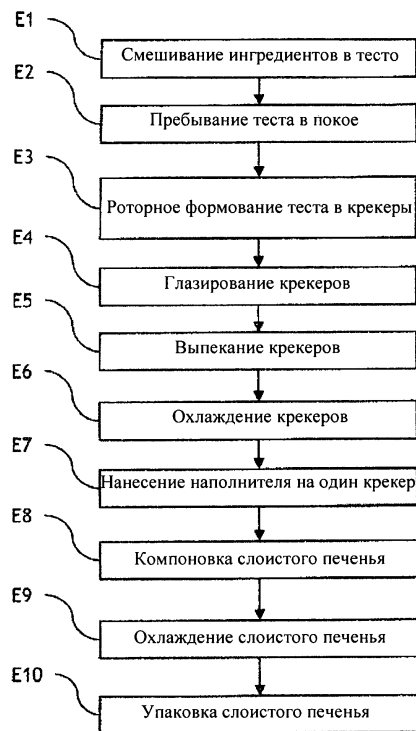 E1
Смешивание ингредиентов в тесто
E2
Пребывание теста в покое
E3
Роторное формование теста в крекеры
E4
Глазирование крекеров
E5
Выпекание крекеров
E6
Охлаждение крекеров
E7
Нанесение наполнителя на один крекер
E8
Компоновка слоистого печенья
E9
Охлаждение слоистого печенья
E10
Упаковка слоистого печенья